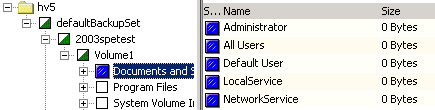 hv5
defaultBackupSet
2003spetest
Volume1
Documents and S
Program Files
System Volume I
S... Name Size
Administrator 0 Bytes
All Users 0 Bytes
Default User 0 Bytes
LocalService 0 Bytes
NetworkService 0 Bytes